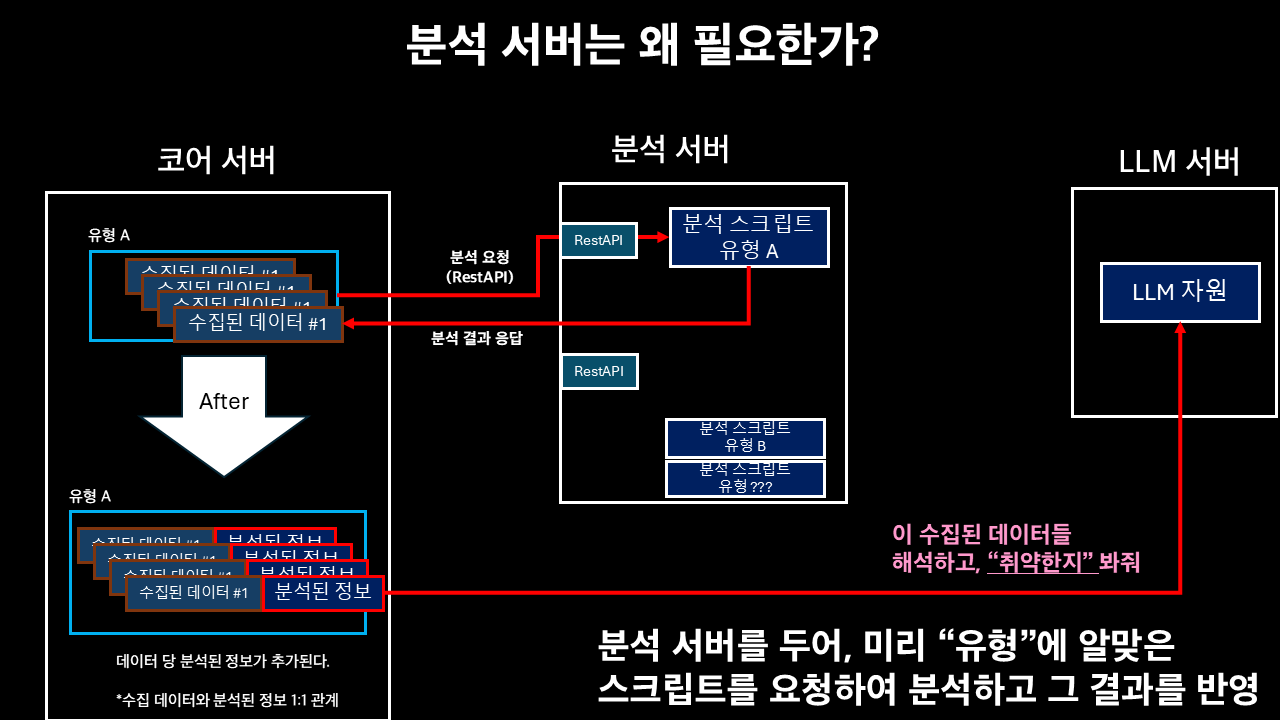 분석 서버는 왜 필요한가?
코어 서버
분석 서버
LLM 서버
유형 A
수집된 데이터 #1
수집된 데이터 #1
수집된 데이터 #1
수집된 데이터 #1
분석 요청
(RestAPI)
분석 결과 응답
RestAPI
분석 스크립트
유형 A
RestAPI
분석 스크립트
유형 B
분석 스크립트
유형 ???
LLM 자원
After
유형 A
수집된 데이터 #1
분석된 정보
수집된 데이터 #1
분석된 정보
수집된 데이터 #1
분석된 정보
수집된 데이터 #1
분석된 정보
데이터 당 분석된 정보가 추가된다.
*수집 데이터와 분석된 정보 1:1 관계
이 수집된 데이터들
해석하고, “취약한지” 봐줘
분석 서버를 두어, 미리 “유형”에 알맞은
스크립트를 요청하여 분석하고 그 결과를 반영